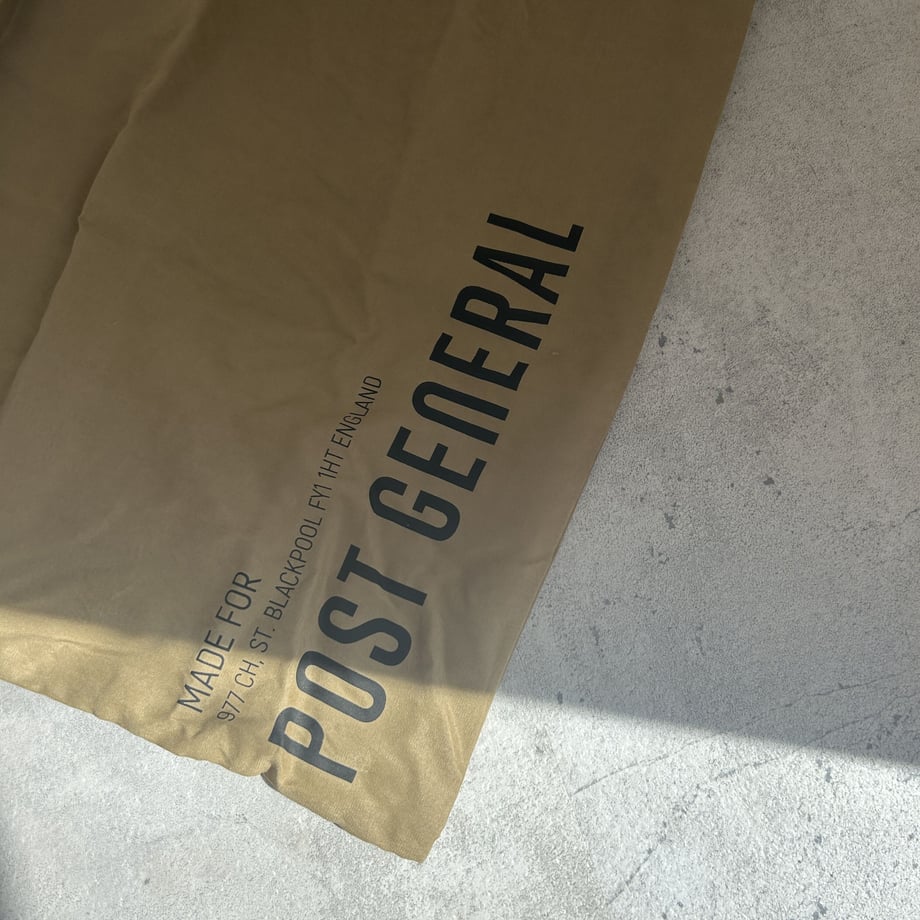 MADE FOR
977 CH, ST. BLACKPOOL FY1 1HT ENGLAND
POST GENERAL